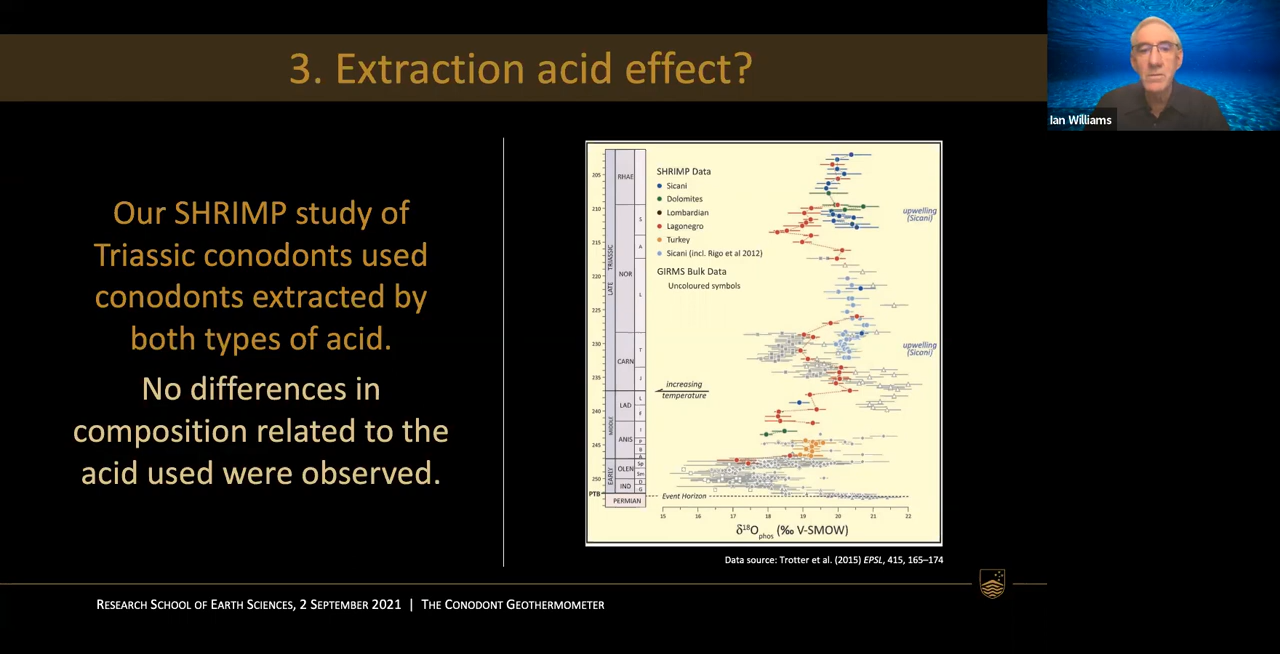 3. Extraction acid effect?
Ian Williams
Our SHRIMP study of
Triassic conodonts used
conodonts extracted by
both types of acid.
No differences in
composition related to the
acid used were observed.
SHRIMP Data
Sicani
Dolomites
Lombardian
Lagonegro
Turkey
Sicani (incl. Rigo et al 2012)
GIRMS Bulk Data
Uncoloured symbols
upwelling
(Sicani)
upwelling
(Sicani)
increasing
temperature
Event Horizon
205
210
215
220
225
230
235
240
245
250
PTB
LATE TRIASSIC
MIDDLE
EARLY
RHAE
NOR
CARN
LAD
ANIS
OLEN
IND
PERMIAN
S
A
L
T
J
L
F
I
P
B
A
Sp
Sm
D
G
15 16 17 18 19 20 21 22
δ18Ophos (‰ V-SMOW)
Data source: Trotter et al. (2015) EPSL, 415, 165–174
RESEARCH SCHOOL OF EARTH SCIENCES, 2 SEPTEMBER 2021 | THE CONODONT GEOTHERMOMETER